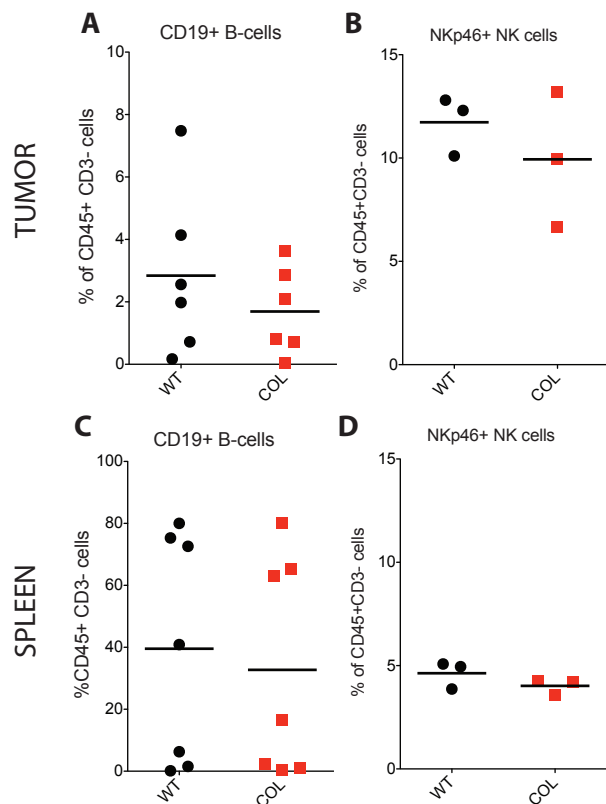 TUMOR
A
CD19+ B-cells
% of CD45+ CD3- cells
10
8
6
4
2
0
WT
COL
B
NKp46+ NK cells
% of CD45+CD3- cells
15
10
5
0
WT
COL
SPLEEN
C
CD19+ B-cells
%CD45+ CD3- cells
100
80
60
40
20
0
WT
COL
D
NKp46+ NK cells
% of CD45+CD3- cells
15
10
5
0
WT
COL